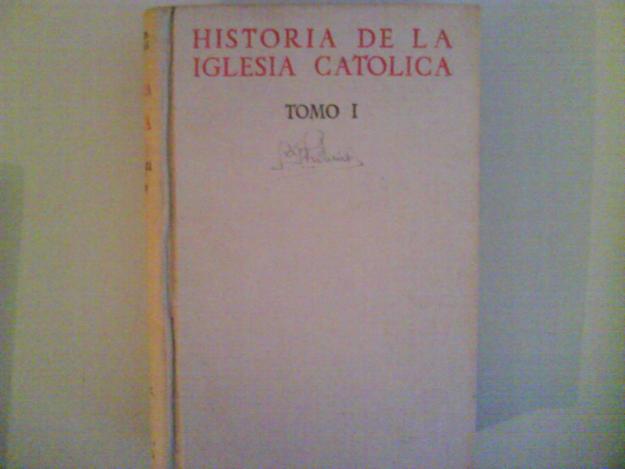 HISTORIA DE LA
IGLESIA CATOLICA
TOMO I